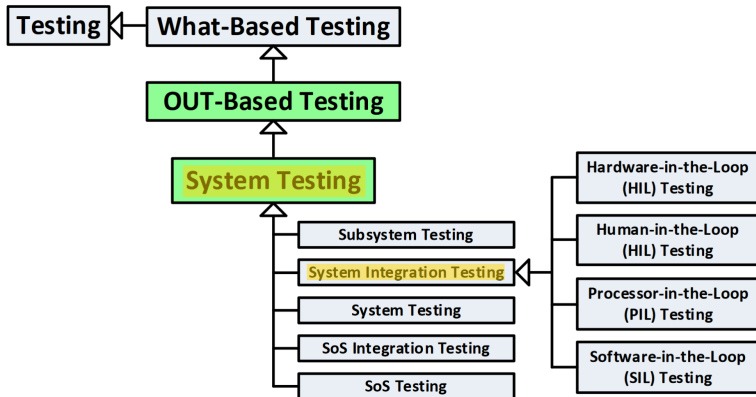 Testing
What-Based Testing
OUT-Based Testing
System Testing
Subsystem Testing
System Integration Testing
System Testing
SoS Integration Testing
SoS Testing
Hardware-in-the-Loop
(HIL) Testing
Human-in-the-Loop
(HIL) Testing
Processor-in-the-Loop
(PIL) Testing
Software-in-the-Loop
(SIL) Testing